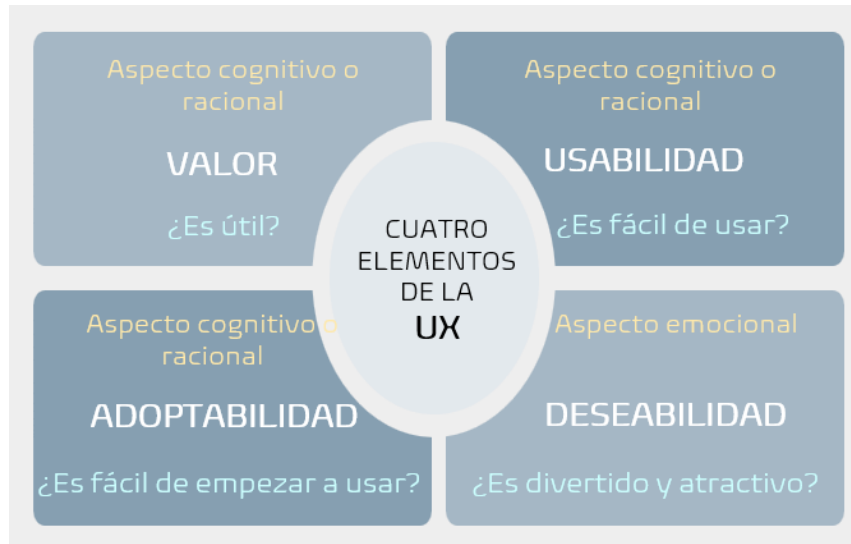 Aspecto cognitivo o
racional
VALOR
¿Es útil?
Aspecto cognitivo o
racional
USABILIDAD
¿Es fácil de usar?
CUATRO
ELEMENTOS
DE LA
UX
Aspecto cognitivo o
racional
ADOPTABILIDAD
¿Es fácil de empezar a usar?
Aspecto emocional
DESEABILIDAD
¿Es divertido y atractivo?